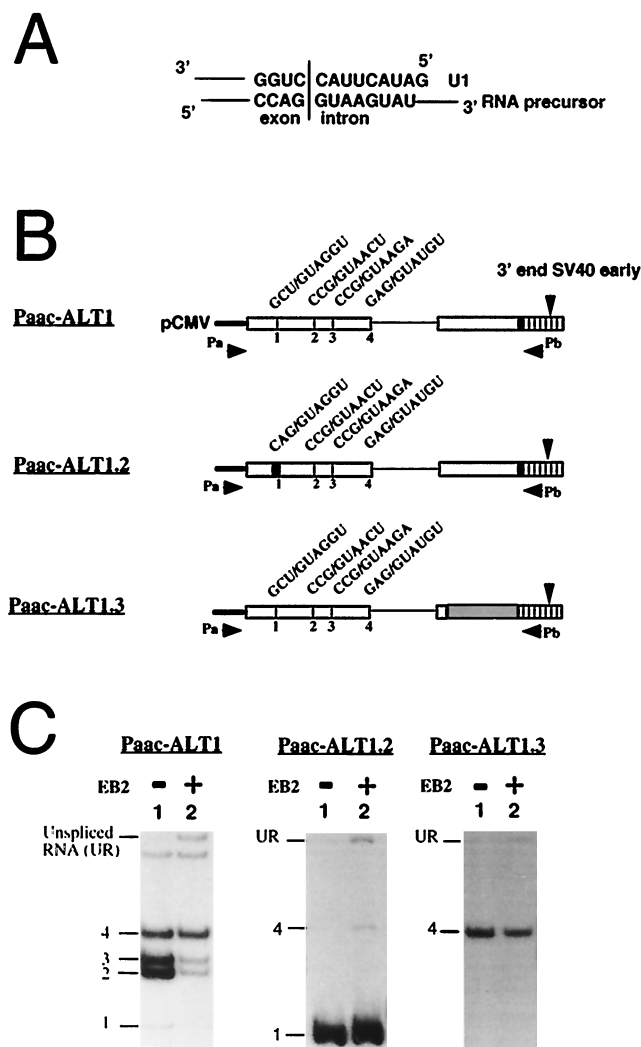 A
3' GGUC CAUUCAUAG 5' U1
5' CCAG GUAAGUAU 3' RNA precursor
exon intron
B
GCU/GUAGGU CCG/GUAACU CCG/GUAAGA GAG/GUAUGU
3' end SV40 early
Paac-ALT1 pCMV
Pa 1 2 3 4 Pb
CAG/GUAGGU CCG/GUAACU CCG/GUAAGA GAG/GUAUGU
Paac-ALT1.2
Pa 1 2 3 4 Pb
GCU/GUAGGU CCG/GUAACU CCG/GUAAGA GAG/GUAUGU
Paac-ALT1.3
Pa 1 2 3 4 Pb
C
Paac-ALT1 Paac-ALT1.2 Paac-ALT1.3
EB2 - + EB2 - + EB2 - +
1 2 1 2 1 2
Unspliced RNA (UR) UR UR
4 4 4
3
2
1 1